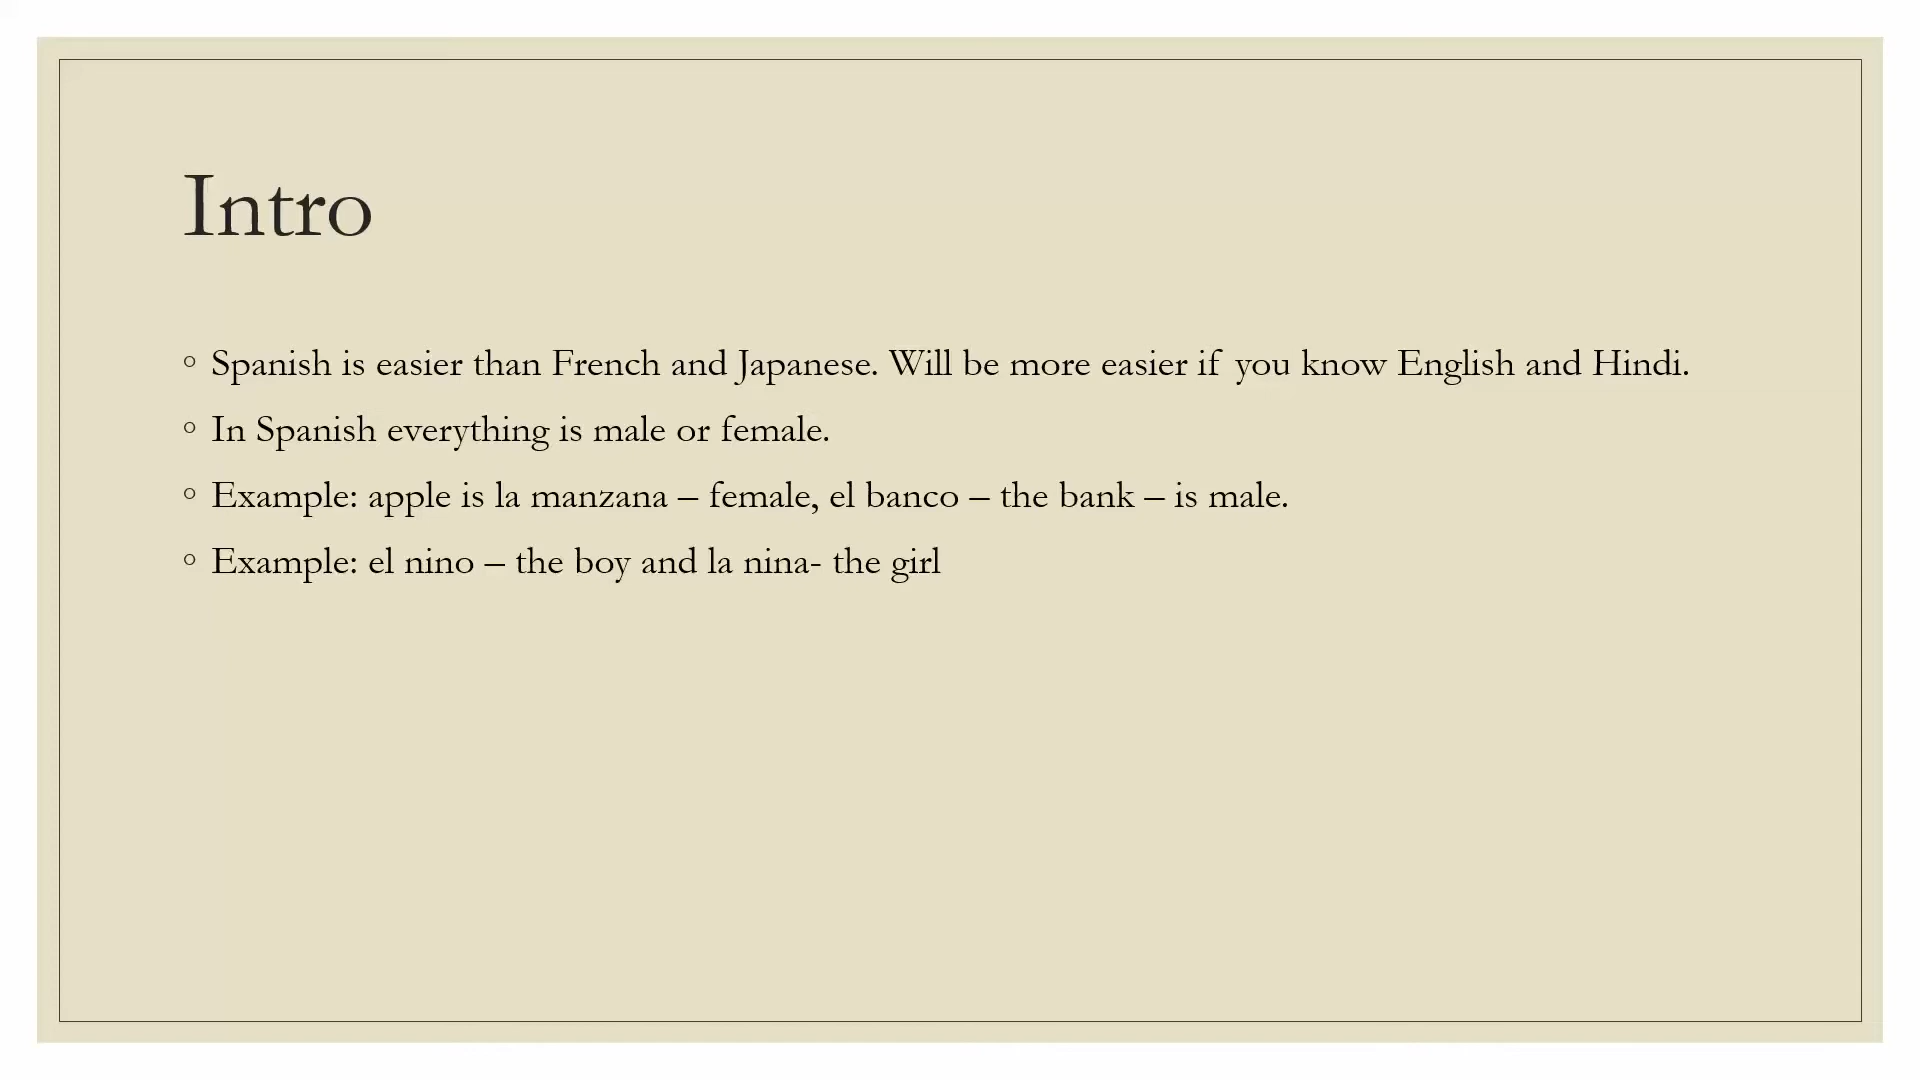 Intro
◦ Spanish is easier than French and Japanese. Will be more easier if you know English and Hindi.
◦ In Spanish everything is male or female.
◦ Example: apple is la manzana – female, el banco – the bank – is male.
◦ Example: el nino – the boy and la nina- the girl